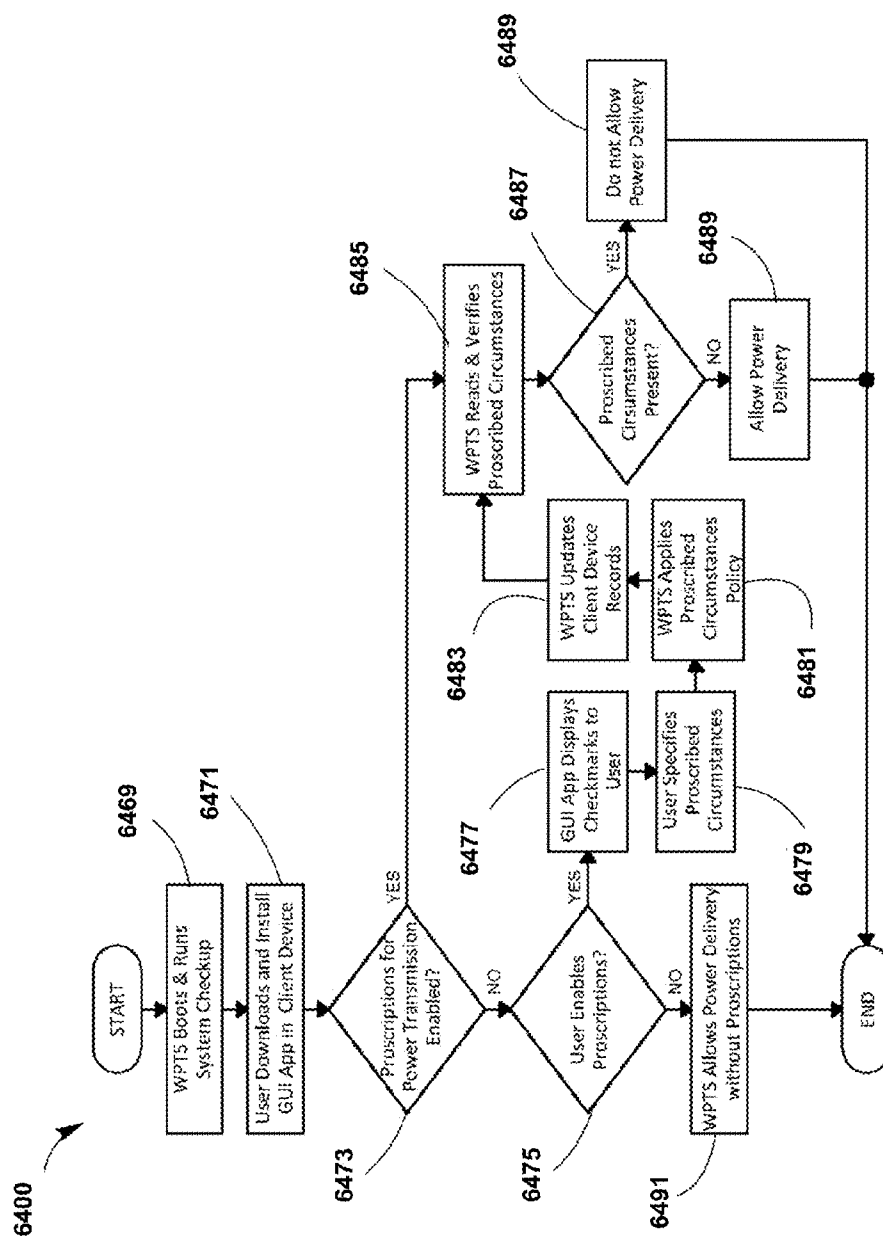 6400
START
WPTS Boots & Runs
System Checkup
6469
User Downloads and Install
GUI App in Client Device
6471
Proscriptions for
Power Transmission
Enabled?
6473
YES
NO
User Enables
Proscriptions?
6475
YES
NO
WPTS Allows Power Delivery
without Proscriptions
6491
END
GUI App Displays
Checkmarks to
User
6477
User Specifies
Proscribed
Circumstances
6479
WPTS Applies
Proscribed
Circumstances
Policy
6481
WPTS Updates
Client Device
Records
6483
WPTS Reads & Verifies
Proscribed Circumstances
6485
Proscribed
Cirsumstances
Present?
6487
YES
NO
Do not Allow
Power Delivery
6489
Allow Power
Delivery
6489